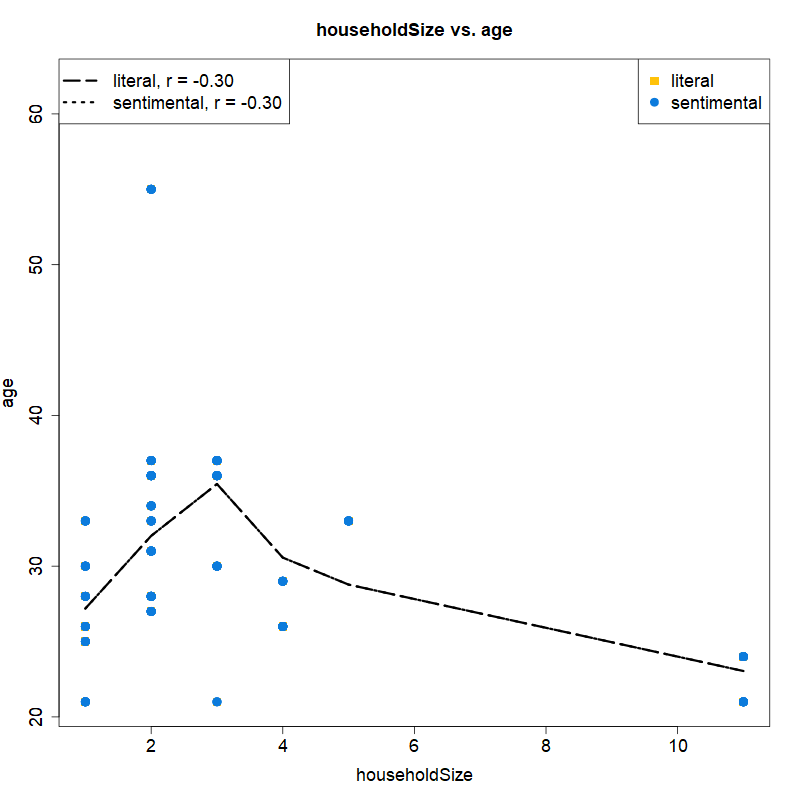 householdSize vs. age
literal, r = -0.30
sentimental, r = -0.30
literal
sentimental
60
50
40
30
20
age
2 4 6 8 10
householdSize